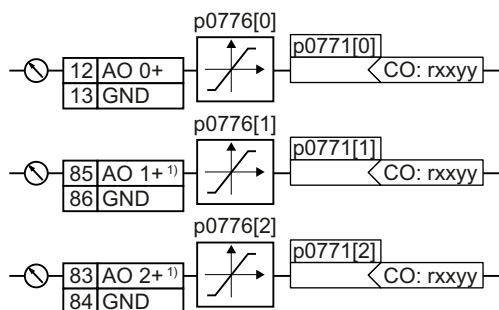 p0776[0]
p0771[0]
12 AO 0+ CO: rxxyy
13 GND
p0776[1]
p0771[1]
85 AO 1+ 1) CO: rxxyy
86 GND
p0776[2]
p0771[2]
83 AO 2+ 1) CO: rxxyy
84 GND